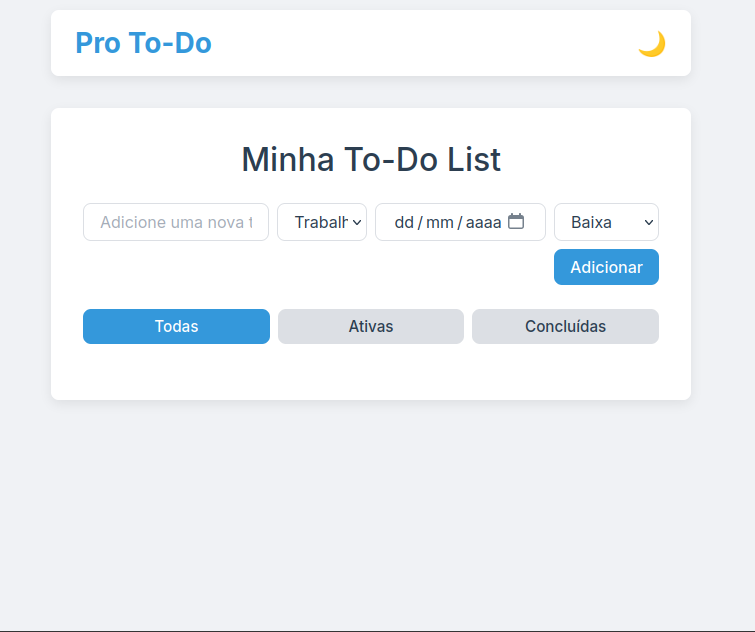 Pro To-Do
Minha To-Do List
Adicione uma nova t
Trabalh
dd/mm/aaaa
Baixa
Adicionar
Todas
Ativas
Concluídas